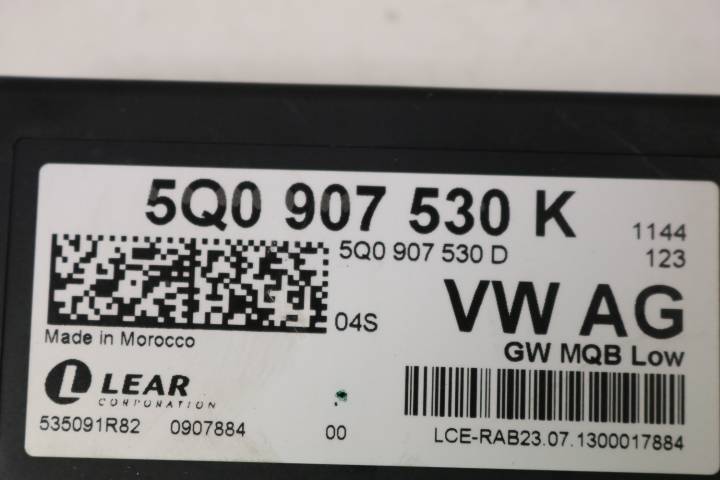 5Q0 907 530 K
1144
5Q0 907 530 D
123
04S
VW AG
Made in Morocco
GW MQB Low
LEAR
CORPORATION
535091R82 0907884 00
LCE-RAB23.07.1300017884